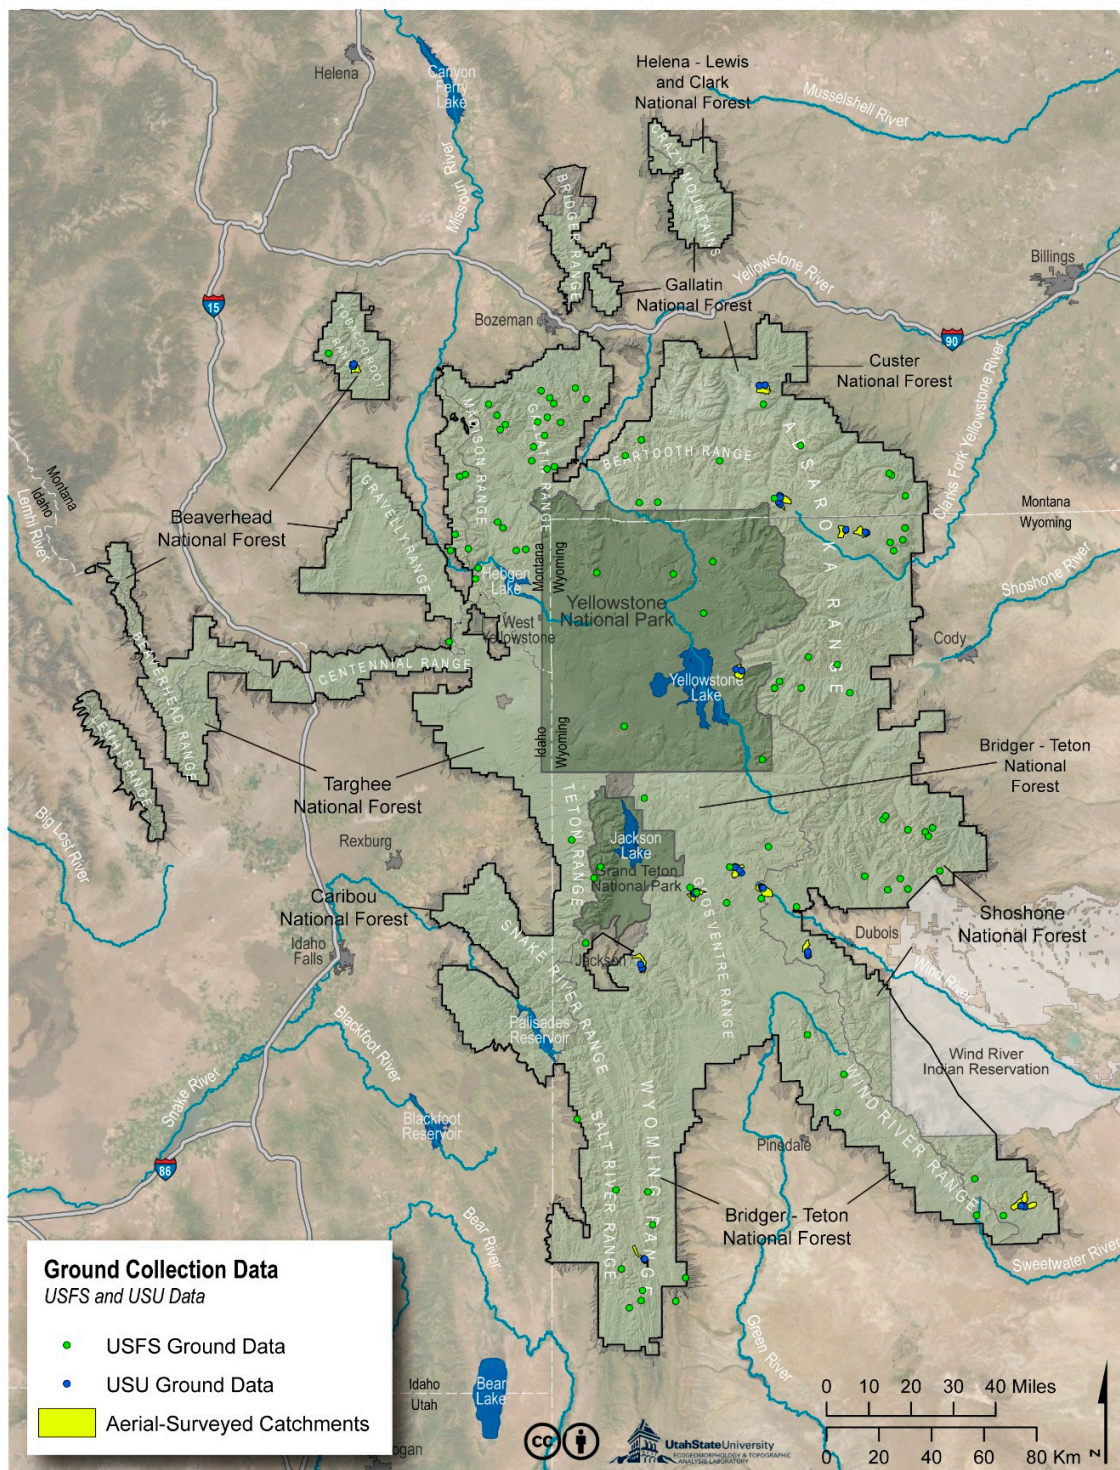 Helena
Canyon
Ferry
Lake
Helena - Lewis
and Clark
National Forest
Musselshell River
Missouri River
CRAZY MOUNTAINS
BRIDGER RANGE
Gallatin
National Forest
Yellowstone River
Billings
15
Bozeman
90
TOBACCO ROOT
RANGE
Custer
National Forest
Clarks Fork Yellowstone River
MADISON RANGE
GALLATIN RANGE
BEARTOOTH RANGE
ABSAROKA RANGE
Montana
Idaho
Lemhi River
GRAVELLY RANGE
Beaverhead
National Forest
Montana
Wyoming
Montana
Wyoming
Hebgen
Lake
Shoshone River
West
Yellowstone
Yellowstone
National Park
Cody
BEAVERHEAD RANGE
CENTENNIAL RANGE
Yellowstone
Lake
LEMHI RANGE
Idaho
Wyoming
Targhee
National Forest
Bridger - Teton
National
Forest
TETON RANGE
Big Lost River
Rexburg
Jackson
Lake
Grand Teton
National Park
Caribou
National Forest
GROSVENTRE RANGE
Shoshone
National Forest
Idaho
Falls
SNAKE RIVER RANGE
Jackson
Dubois
Wind River
Palisades
Reservoir
Blackfoot River
Snake River
Wind River
Indian Reservation
WIND RIVER RANGE
Blackfoot
Reservoir
86
SALT RIVER RANGE
WYOMING RANGE
Pinedale
Bear River
Bridger - Teton
National Forest
Sweetwater River
Green River
Ground Collection Data
USFS and USU Data
USFS Ground Data
USU Ground Data
Aerial-Surveyed Catchments
Idaho
Utah
Bear
Lake
ogan
0 10 20 30 40 Miles
0 20 40 60 80 Km
N
cc
UtahStateUniversity
ECOGEOMORPHOLOGY & TOPOGRAPHIC
ANALYSIS LABORATORY